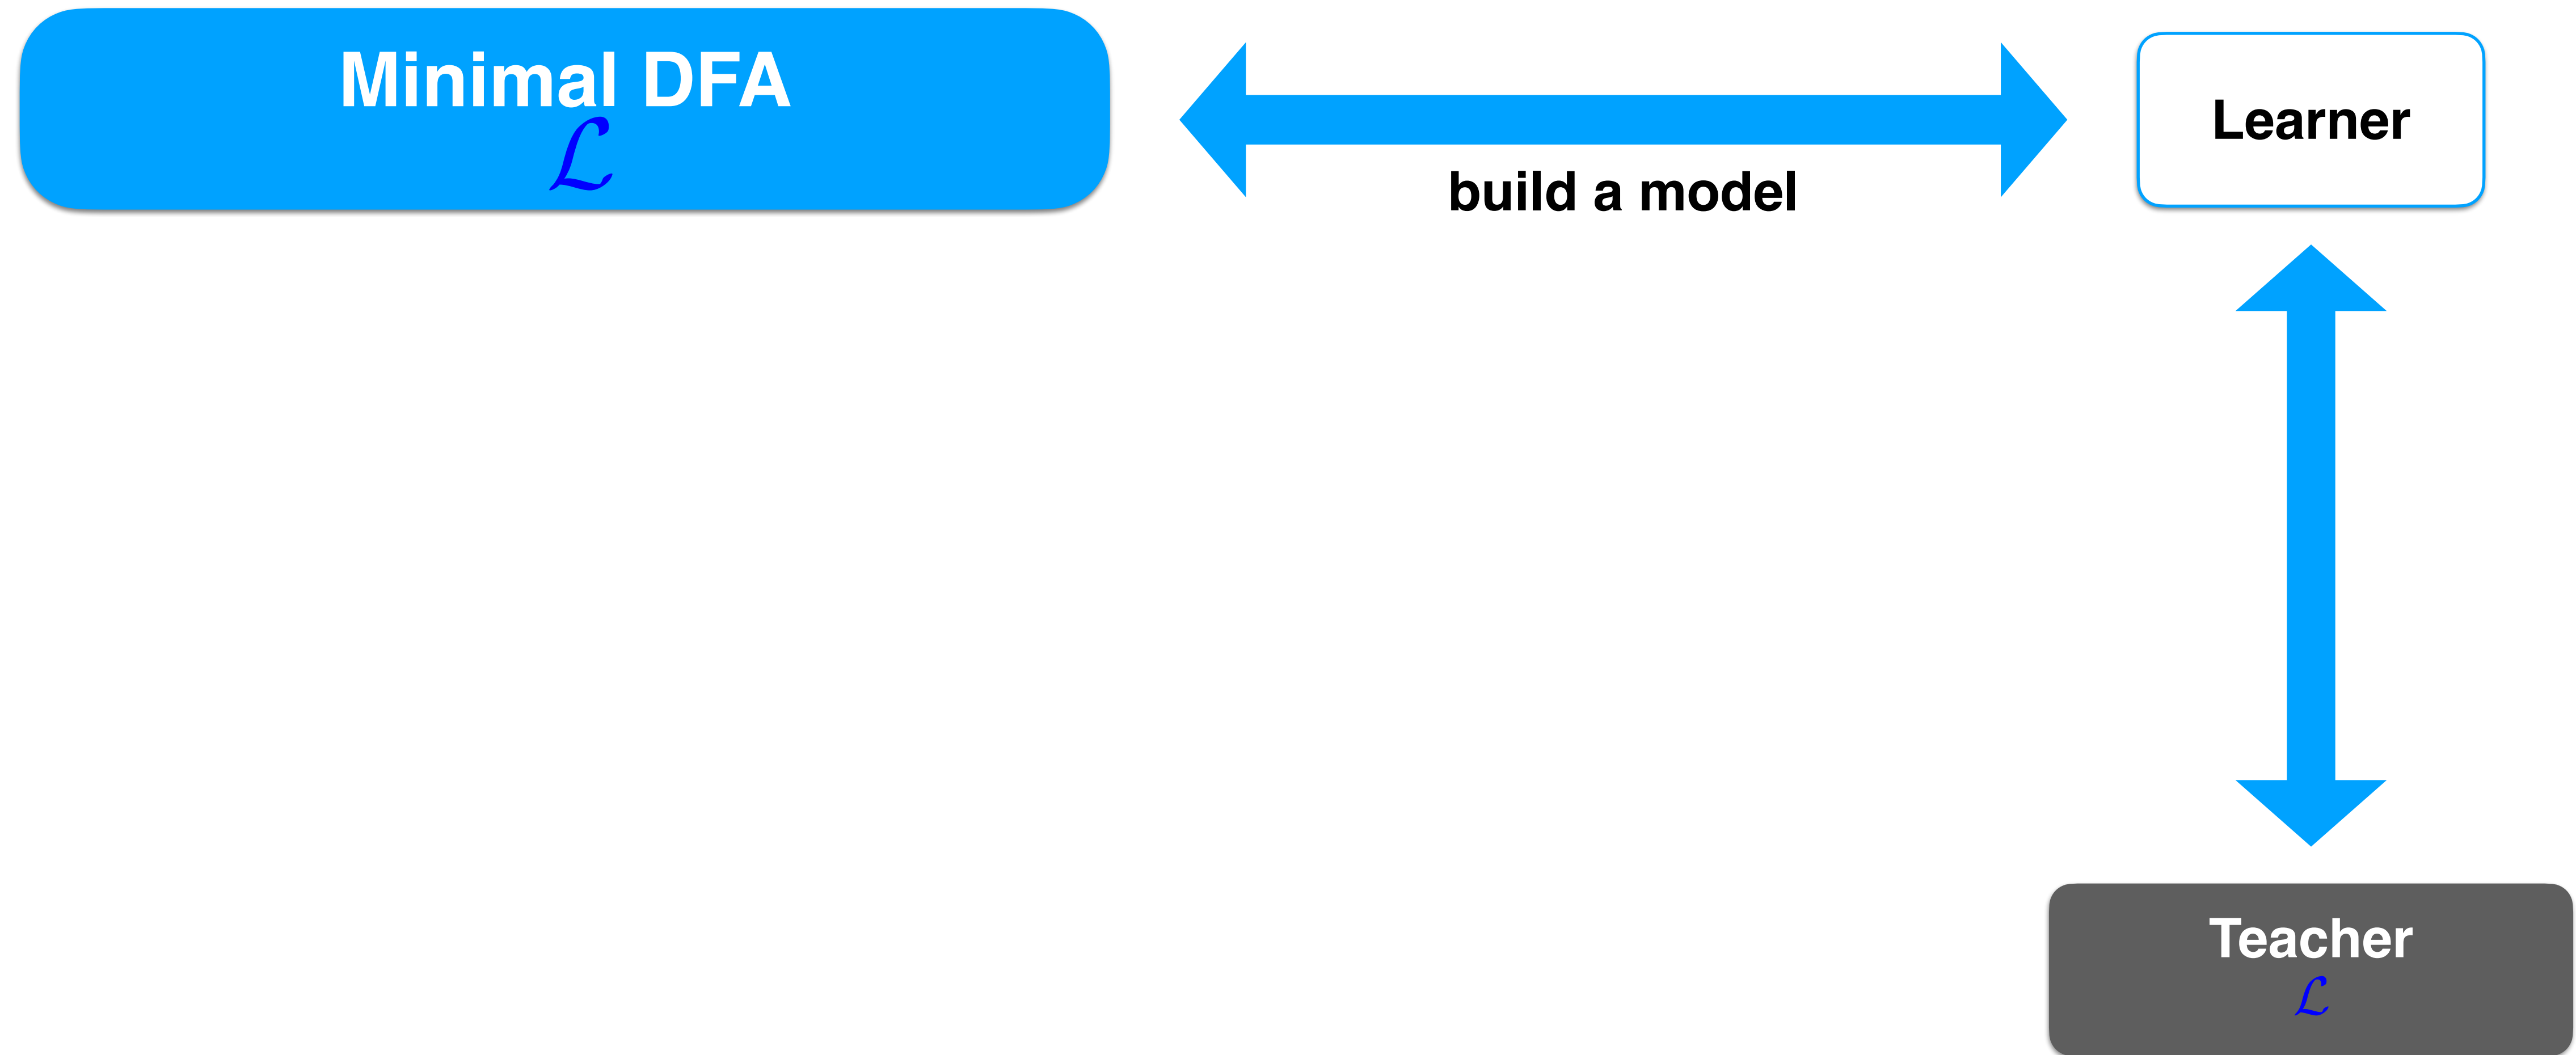 Minimal DFA
ℒ
build a model
Learner
Teacher
ℒ